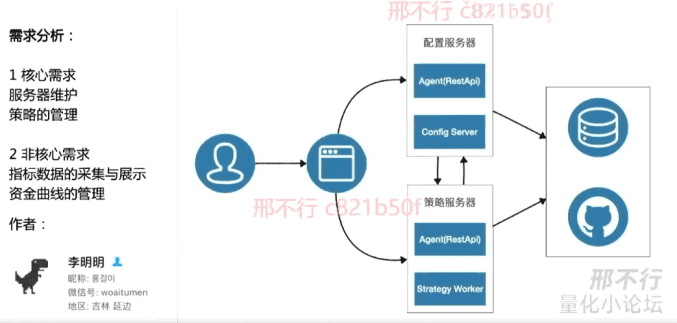 邢不行 c821b50f
需求分析：
1 核心需求
服务器维护
策略的管理
2 非核心需求
指标数据的采集与展示
资金曲线的管理
作者：
李明明
昵称: 룡걸이
微信号: woaitumen
地区: 吉林 延边
配置服务器
Agent(RestApi)
Config Server
邢不行 c821b50f
策略服务器
Agent(RestApi)
Strategy Worker
邢不行
量化小论坛